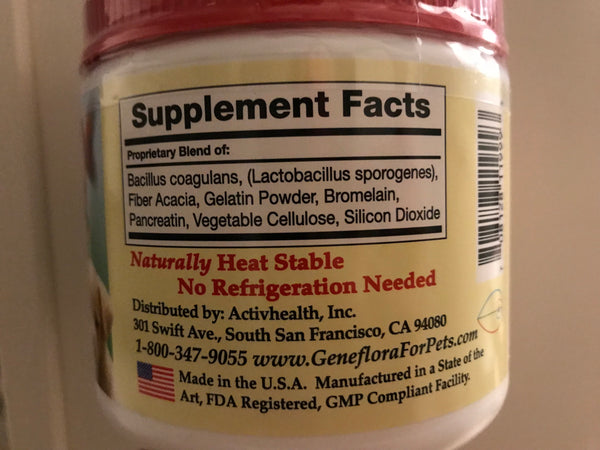 Supplement Facts
Proprietary Blend of:
Bacillus coagulans, (Lactobacillus sporogenes),
Fiber Acacia, Gelatin Powder, Bromelain,
Pancreatin, Vegetable Cellulose, Silicon Dioxide
Naturally Heat Stable
No Refrigeration Needed
Distributed by: Activhealth, Inc.
301 Swift Ave., South San Francisco, CA 94080
1-800-347-9055 www.GenefloraForPets.com
Made in the U.S.A. Manufactured in a State of the
Art, FDA Registered, GMP Compliant Facility.